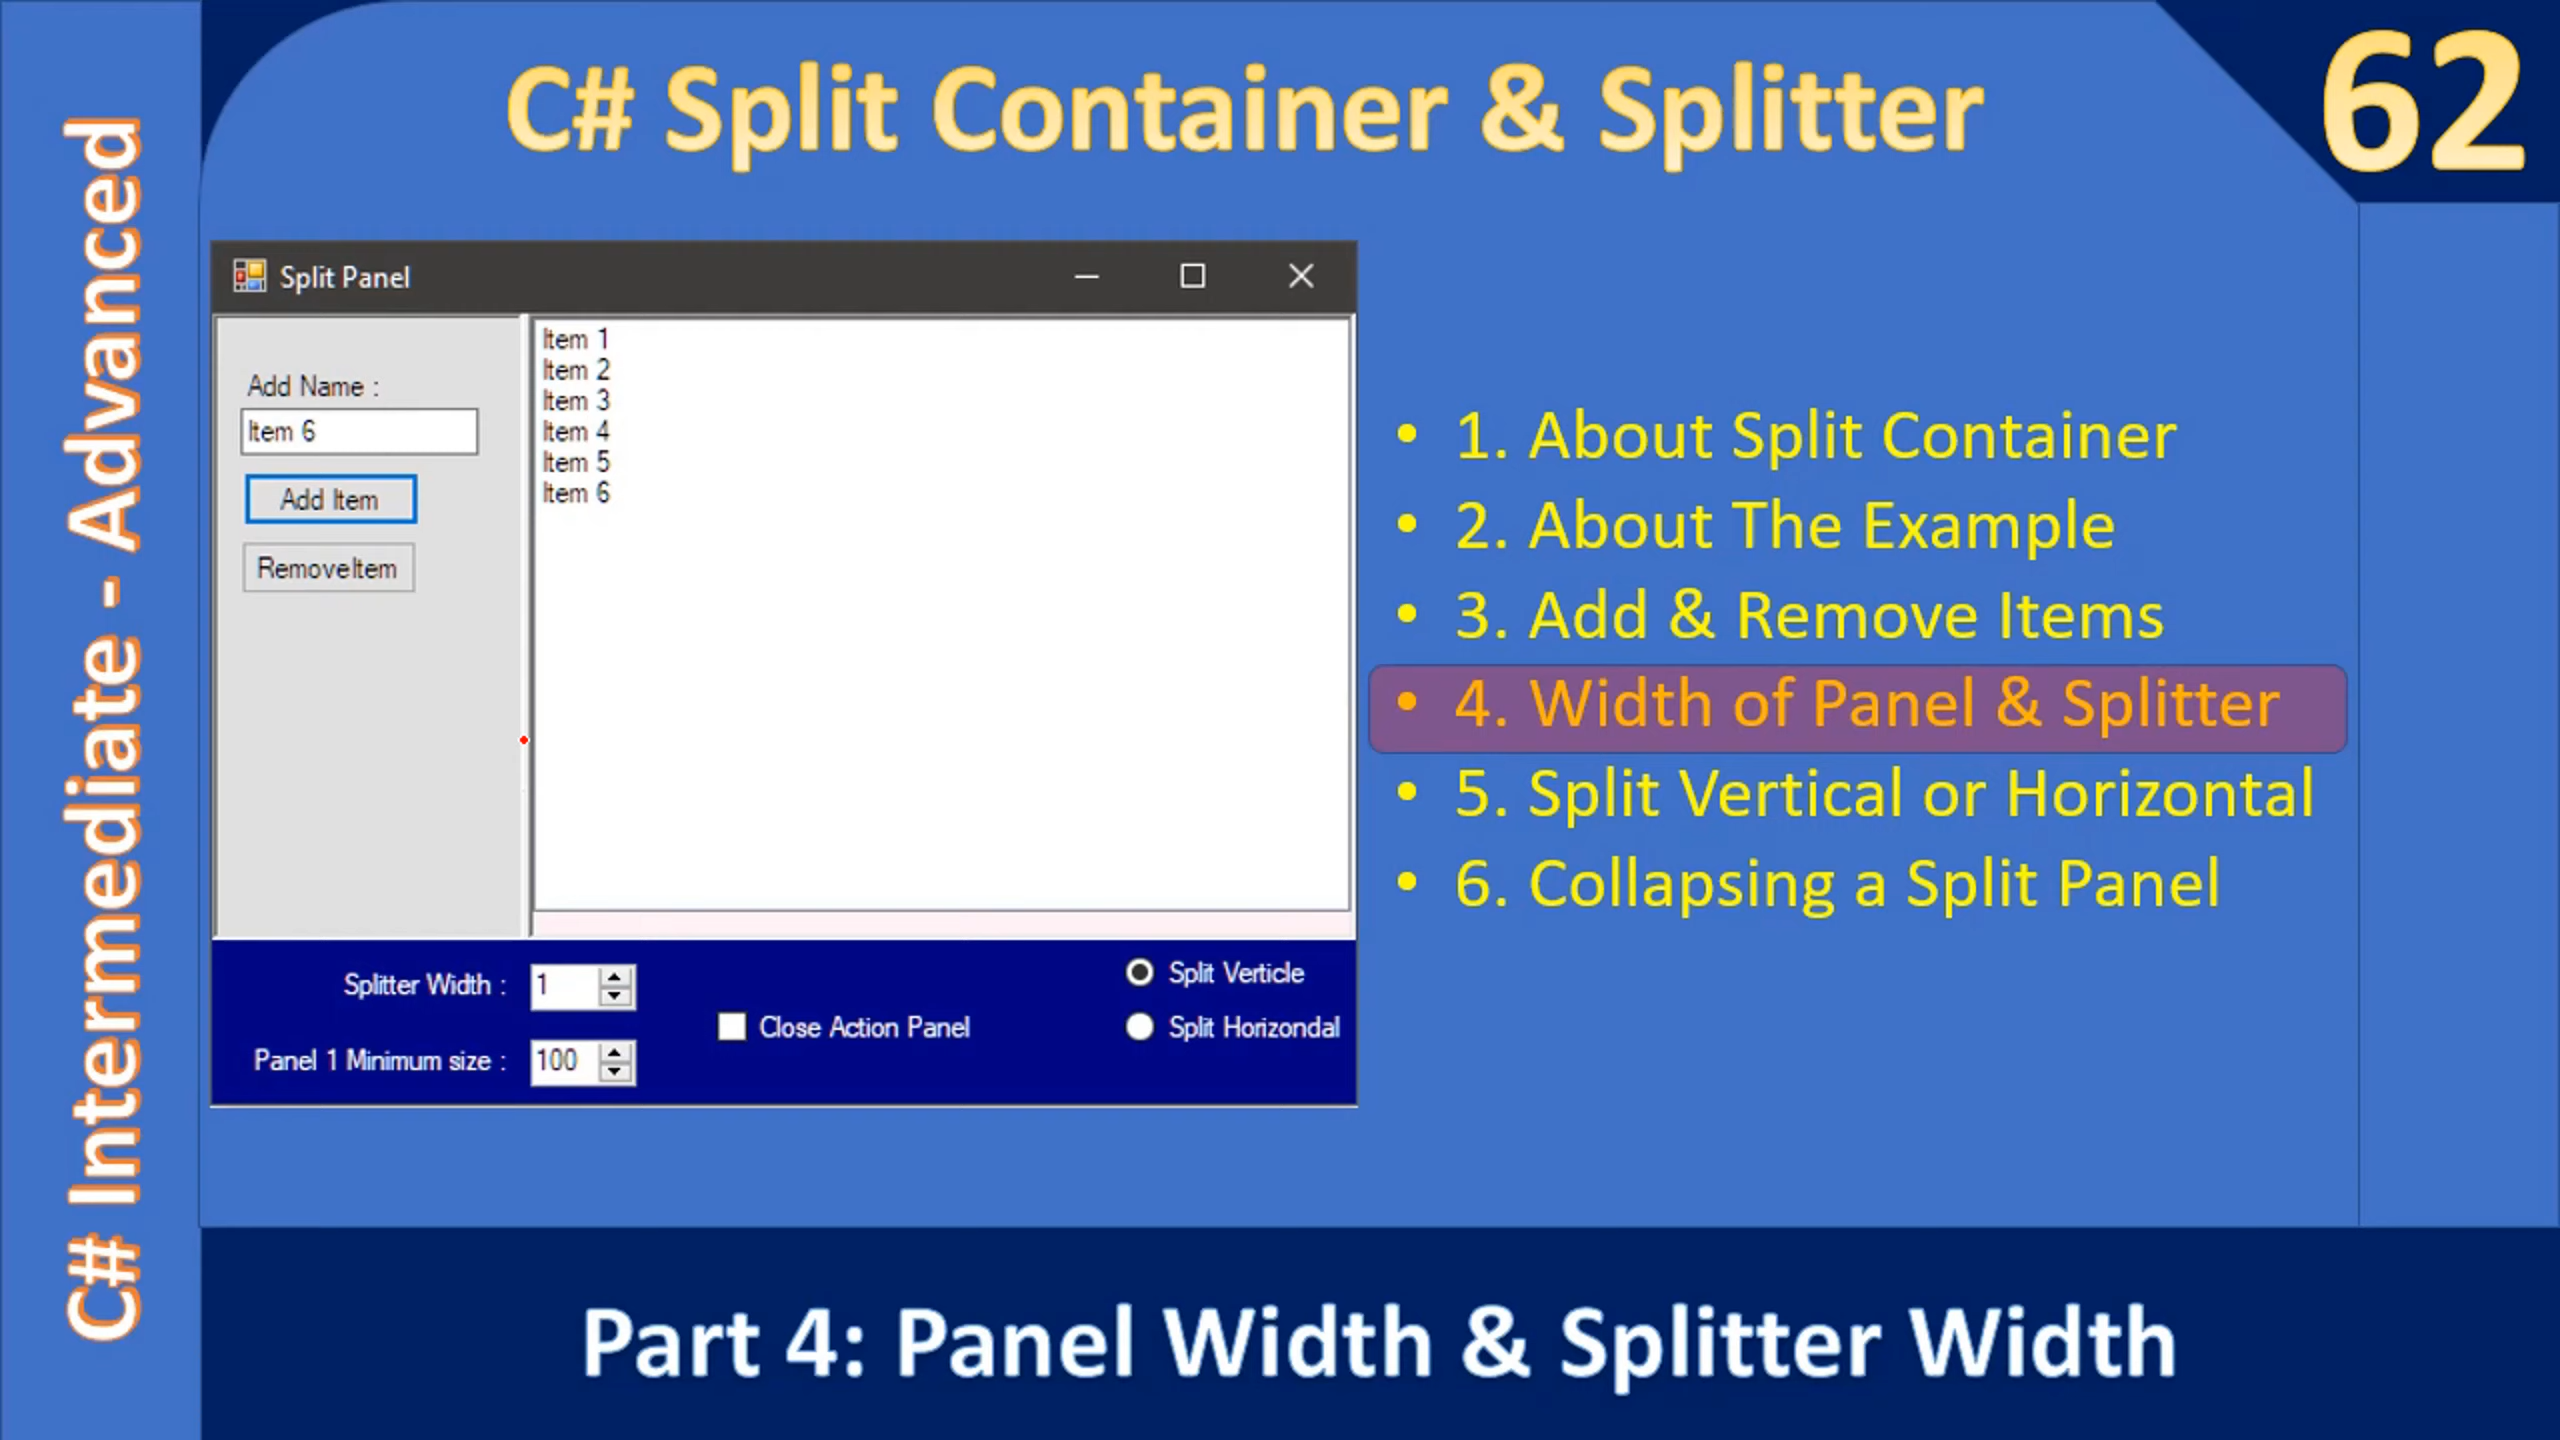 C# Split Container & Splitter
62
C# Intermediate - Advanced
Split Panel
Add Name :
Item 6
Add Item
RemoveItem
Item 1
Item 2
Item 3
Item 4
Item 5
Item 6
Splitter Width : 1
Panel 1 Minimum size : 100
Close Action Panel
Split Verticle
Split Horizondal
• 1. About Split Container
• 2. About The Example
• 3. Add & Remove Items
• 4. Width of Panel & Splitter
• 5. Split Vertical or Horizontal
• 6. Collapsing a Split Panel
Part 4: Panel Width & Splitter Width